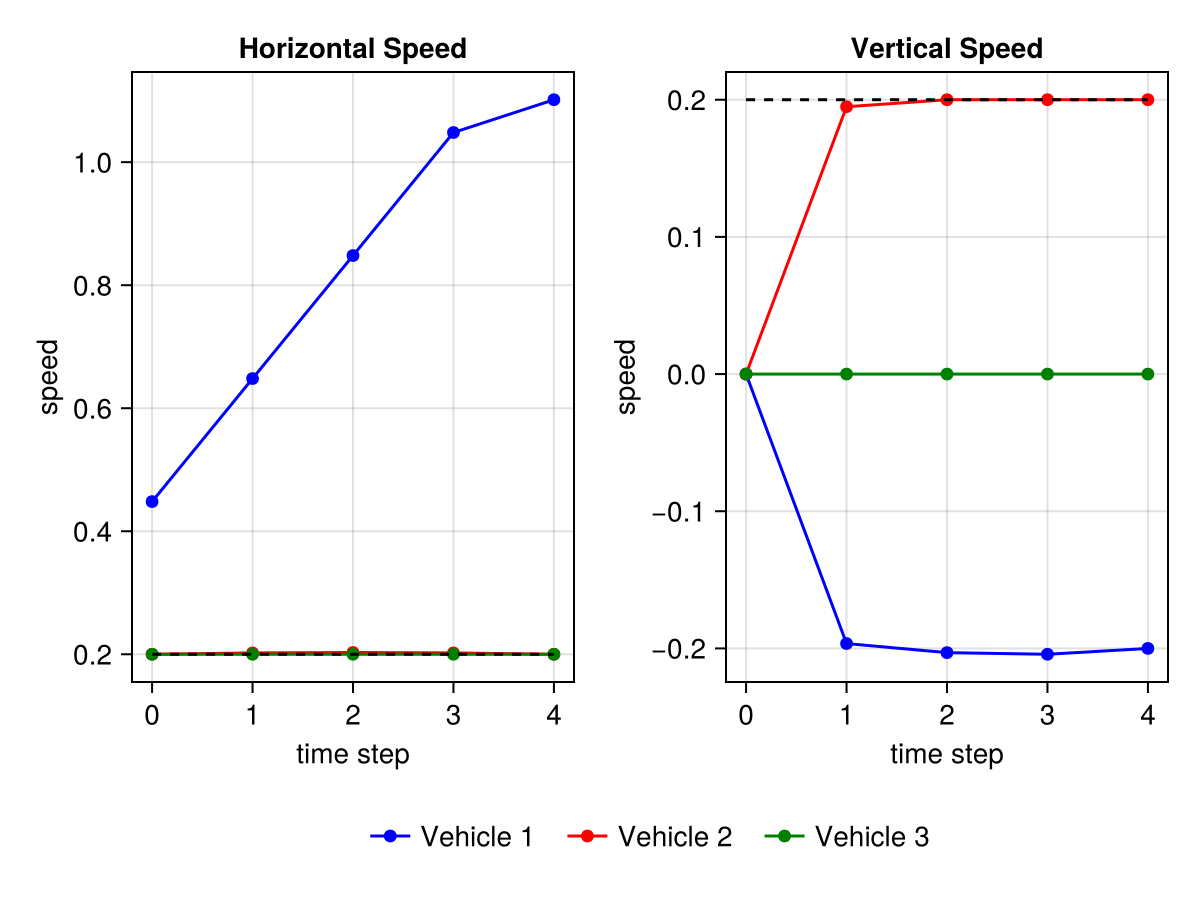 Horizontal Speed
speed
1.0
0.8
0.6
0.4
0.2
0 1 2 3 4
time step
Vertical Speed
speed
0.2
0.1
0.0
−0.1
−0.2
0 1 2 3 4
time step
Vehicle 1 Vehicle 2 Vehicle 3